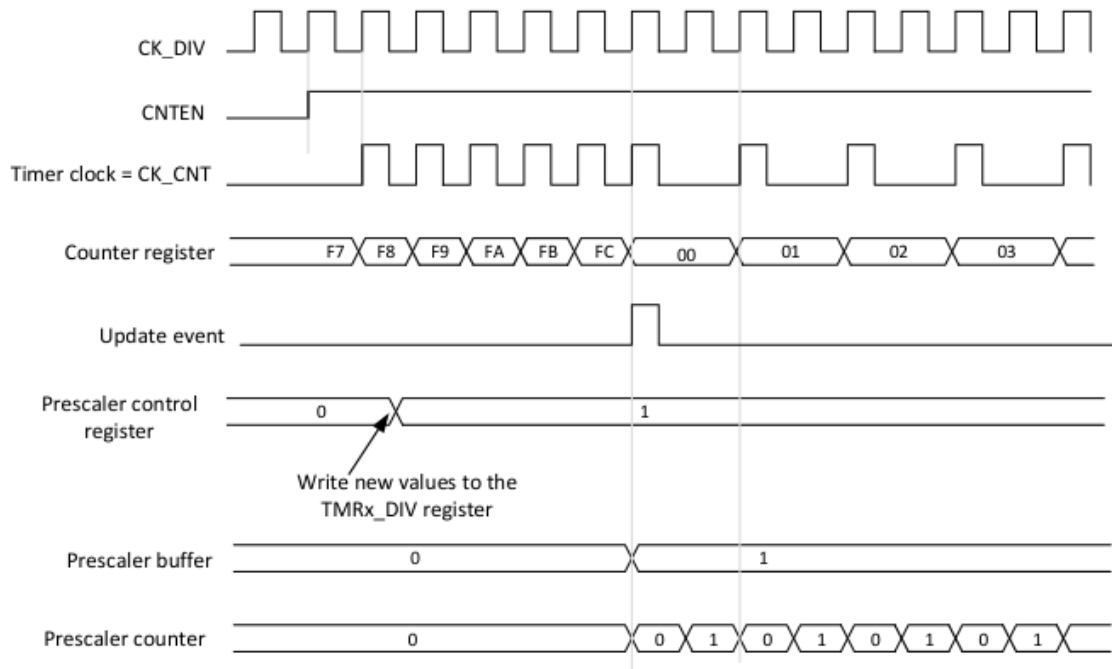 CK_DIV
CNTEN
Timer clock = CK_CNT
Counter register F7 F8 F9 FA FB FC 00 01 02 03
Update event
Prescaler control
register
0 1
Write new values to the
TMRx_DIV register
Prescaler buffer 0 1
Prescaler counter 0 0 1 0 1 0 1 0 1